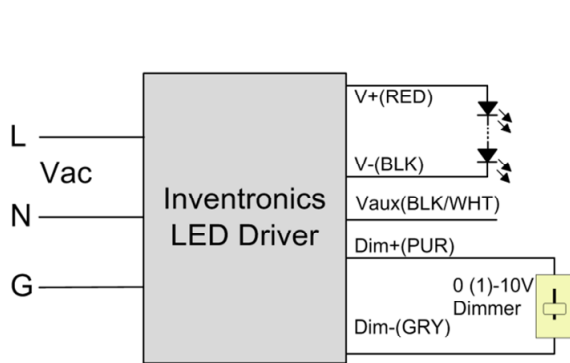 L
Vac
N
G
Inventronics
LED Driver
V+(RED)
V-(BLK)
Vaux(BLK/WHT)
Dim+(PUR)
0 (1)-10V
Dimmer
Dim-(GRY)